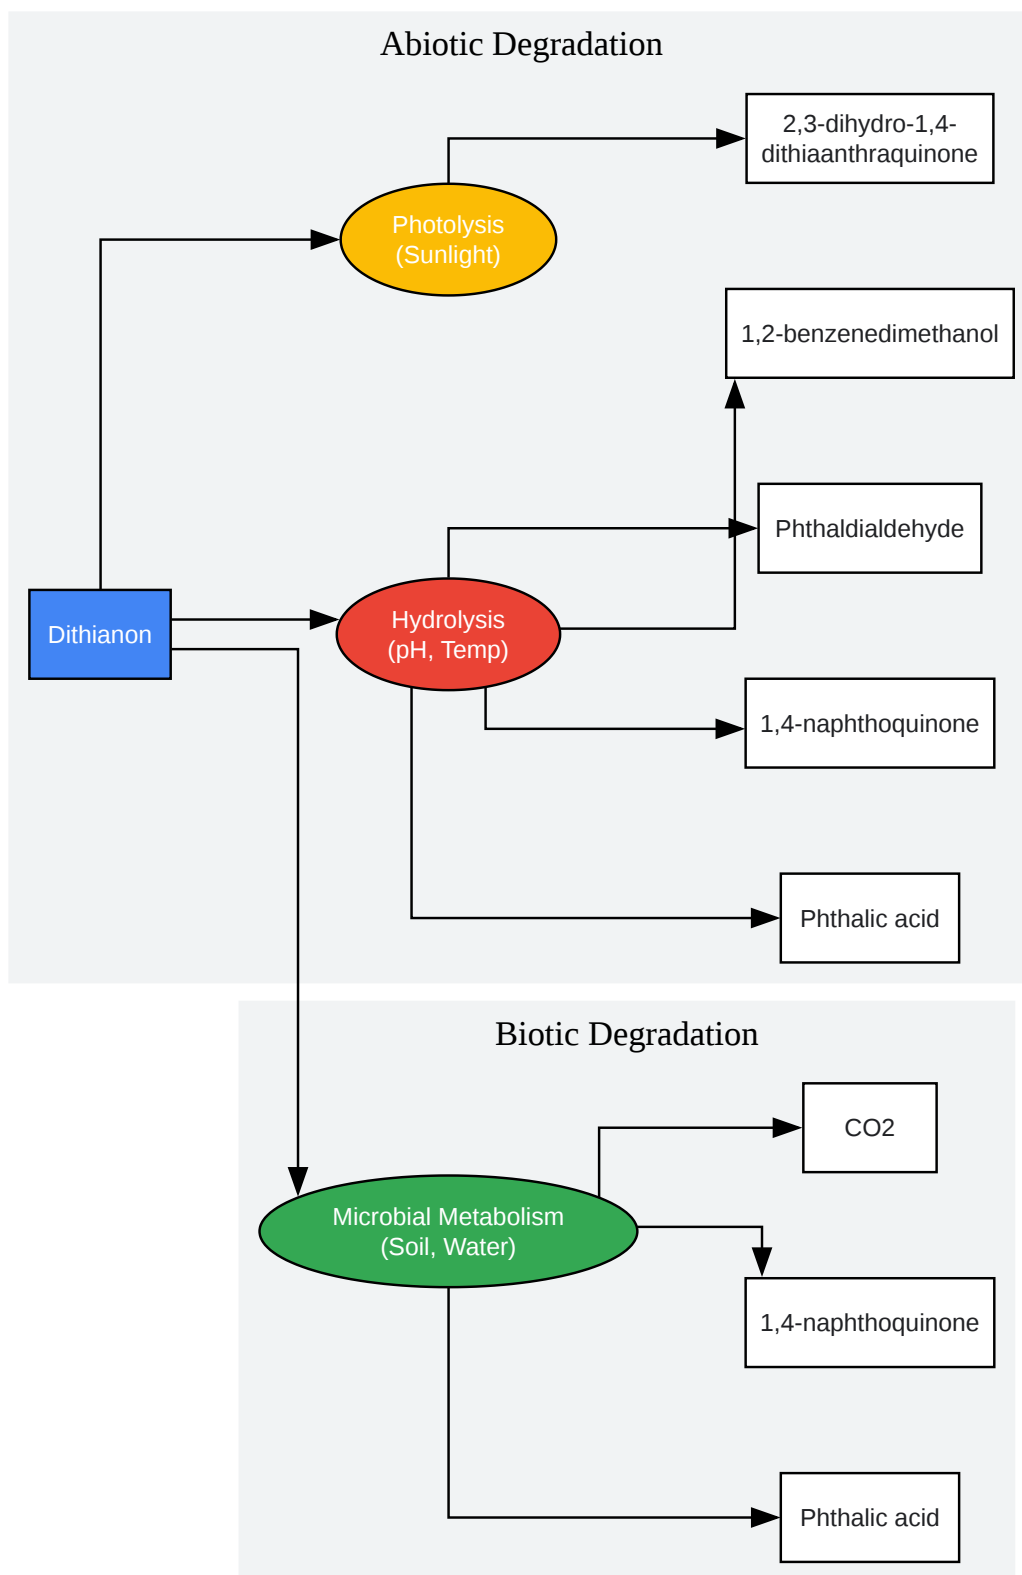 Abiotic Degradation
2,3-dihydro-1,4-
dithiaanthraquinone
Photolysis
(Sunlight)
1,2-benzenedimethanol
Phthaldialdehyde
Dithianon
Hydrolysis
(pH, Temp)
1,4-naphthoquinone
Phthalic acid
Biotic Degradation
CO2
Microbial Metabolism
(Soil, Water)
1,4-naphthoquinone
Phthalic acid